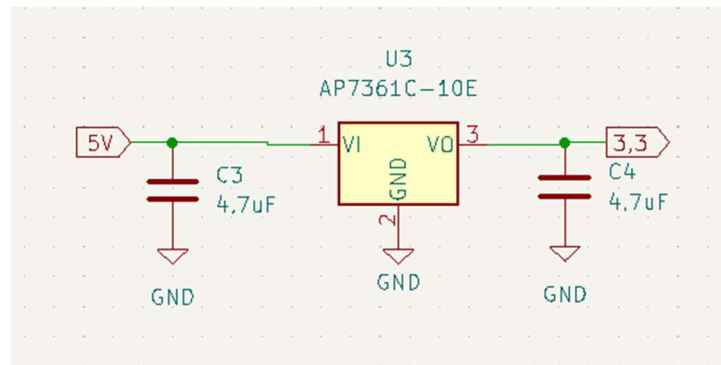 U3
AP7361C-10E
5V
1
VI
VO
3
3,3
GND
2
C3
4.7uF
C4
4.7uF
GND
GND
GND